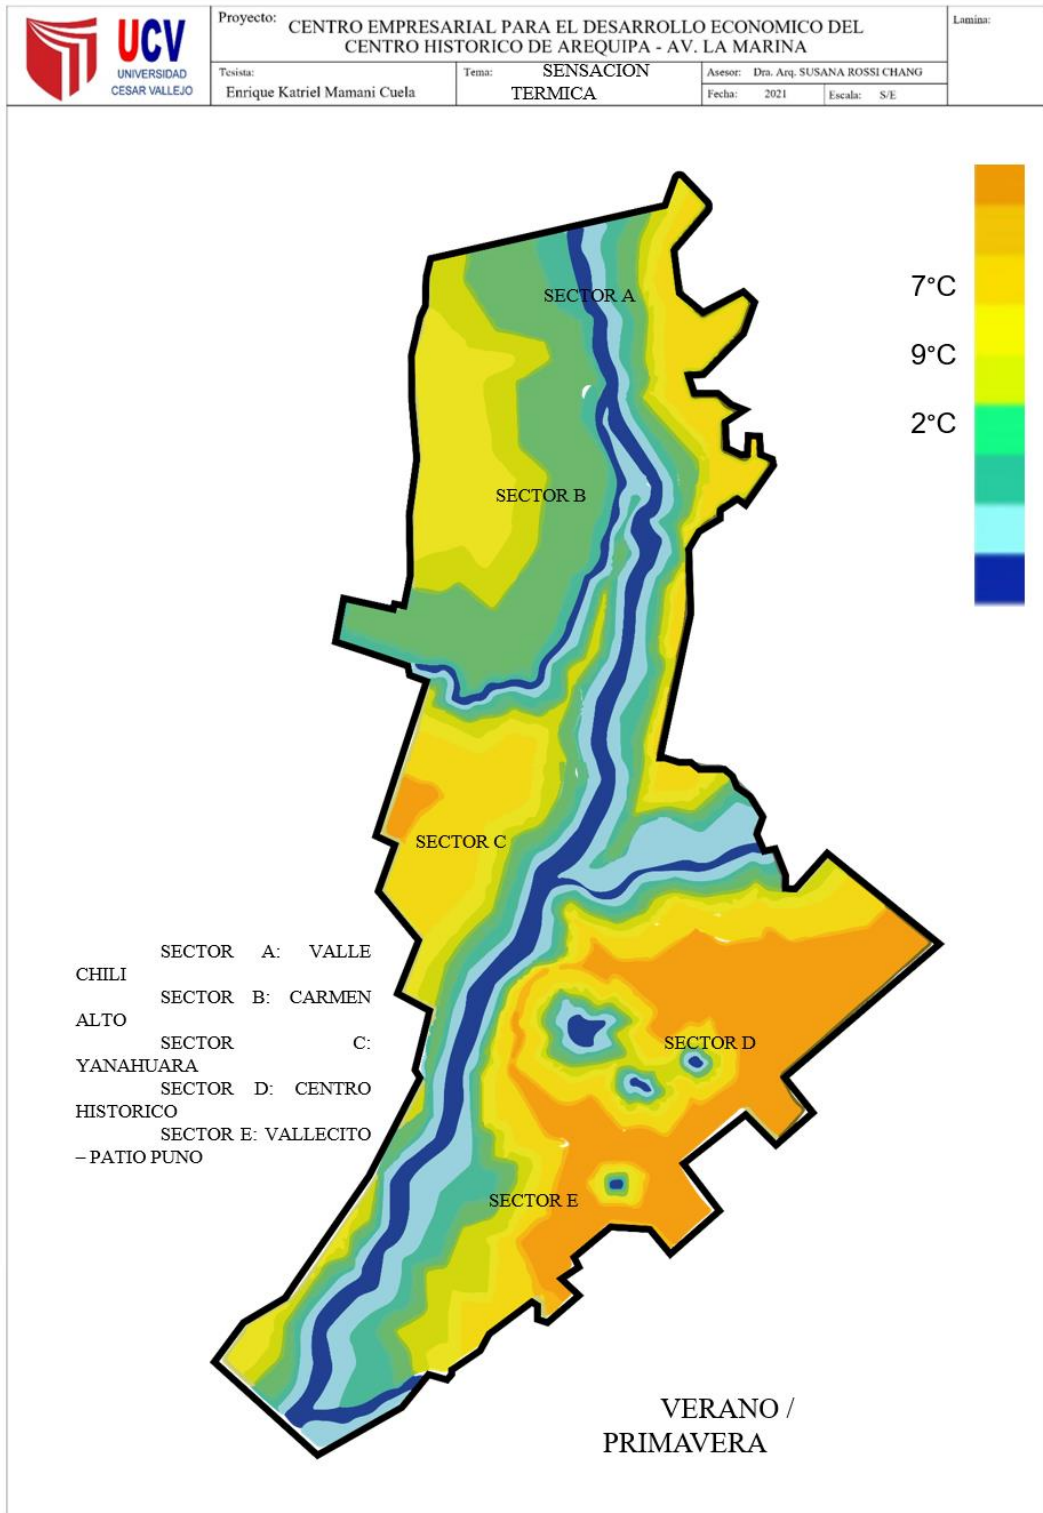 UCV
UNIVERSIDAD
CESAR VALLEJO
Proyecto:
CENTRO EMPRESARIAL PARA EL DESARROLLO ECONOMICO DEL
CENTRO HISTORICO DE AREQUIPA - AV. LA MARINA
Lamina:
Tesista:
Enrique Katriel Mamani Cuela
Tema: SENSACION
TERMICA
Asesor: Dra. Arq. SUSANA ROSSI CHANG
Fecha: 2021 Escala: S/E
7°C
9°C
2°C
SECTOR A
SECTOR B
SECTOR C
SECTOR D
SECTOR E
SECTOR A: VALLE
CHILI
SECTOR B: CARMEN
ALTO
SECTOR C:
YANAHUARA
SECTOR D: CENTRO
HISTORICO
SECTOR E: VALLECITO
– PATIO PUNO
VERANO /
PRIMAVERA